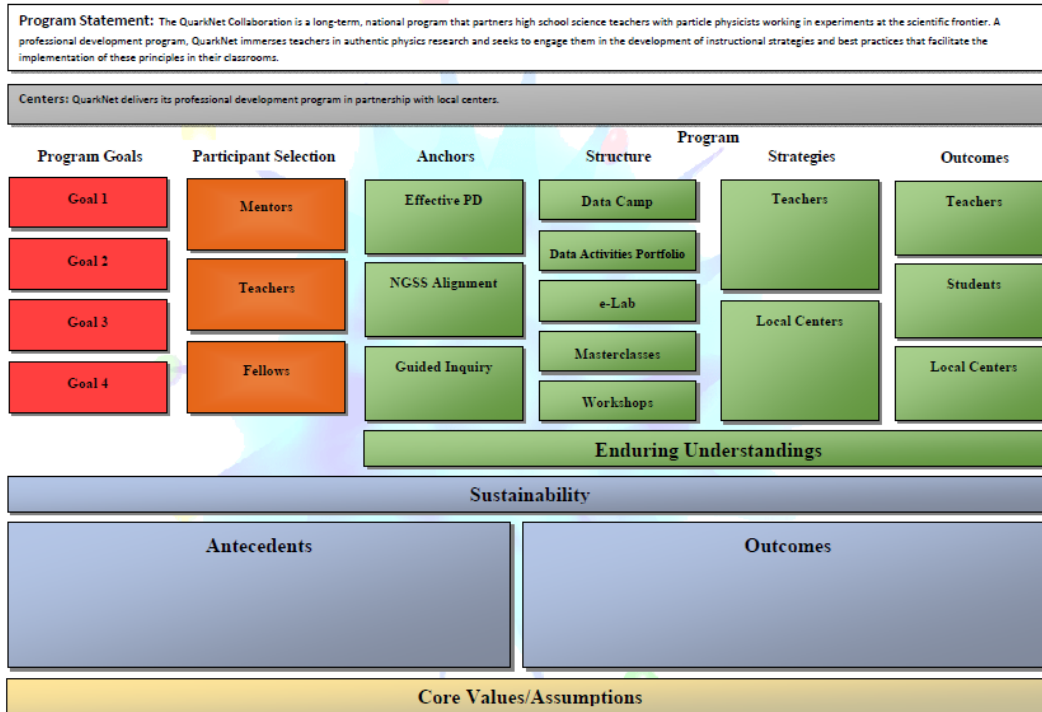 Program Statement: The QuarkNet Collaboration is a long-term, national program that partners high school science teachers with particle physicists working in experiments at the scientific frontier. A
professional development program, QuarkNet immerses teachers in authentic physics research and seeks to engage them in the development of instructional strategies and best practices that facilitate the
implementation of these principles in their classrooms.
Centers: QuarkNet delivers its professional development program in partnership with local centers.
Program
Program Goals
Goal 1
Goal 2
Goal 3
Goal 4
Participant Selection
Mentors
Teachers
Fellows
Anchors
Effective PD
NGSS Alignment
Guided Inquiry
Structure
Data Camp
Data Activities Portfolio
e-Lab
Masterclasses
Workshops
Strategies
Teachers
Local Centers
Outcomes
Teachers
Students
Local Centers
Enduring Understandings
Sustainability
Antecedents
Outcomes
Core Values/Assumptions